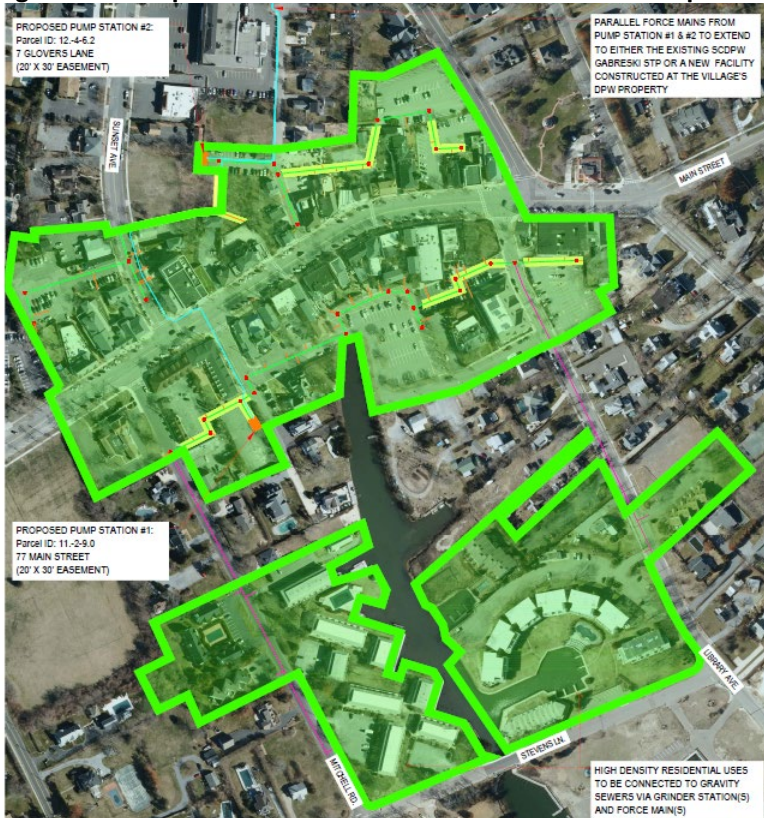 PROPOSED PUMP STATION #2:
Parcel ID: 12.-4-6.2
7 GLOVERS LANE
(20' X 30' EASEMENT)
PARALLEL FORCE MAINS FROM
PUMP STATION #1 & #2 TO EXTEND
TO EITHER THE EXISTING SCDPW
GABRESKI STP OR A NEW FACILITY
CONSTRUCTED AT THE VILLAGE'S
DPW PROPERTY
SUNSET AVE.
MAIN STREET
PROPOSED PUMP STATION #1:
Parcel ID: 11.-2-9.0
77 MAIN STREET
(20' X 30' EASEMENT)
LIBRARY AVE.
STEVENS LN.
MITCHELL RD.
HIGH DENSITY RESIDENTIAL USES
TO BE CONNECTED TO GRAVITY
SEWERS VIA GRINDER STATION(S)
AND FORCE MAIN(S)